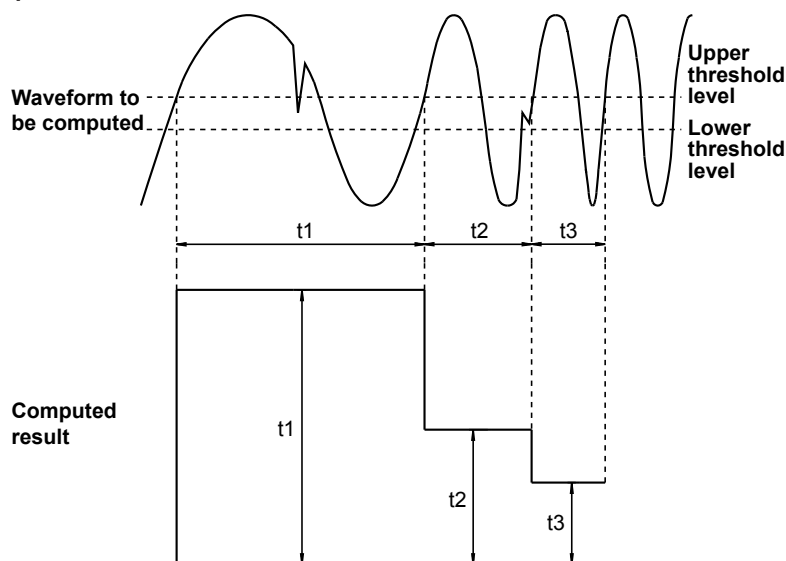 Upper
threshold
level
Waveform to
be computed
Lower
threshold
level
t1
t2
t3
Computed
result
t1
t2
t3